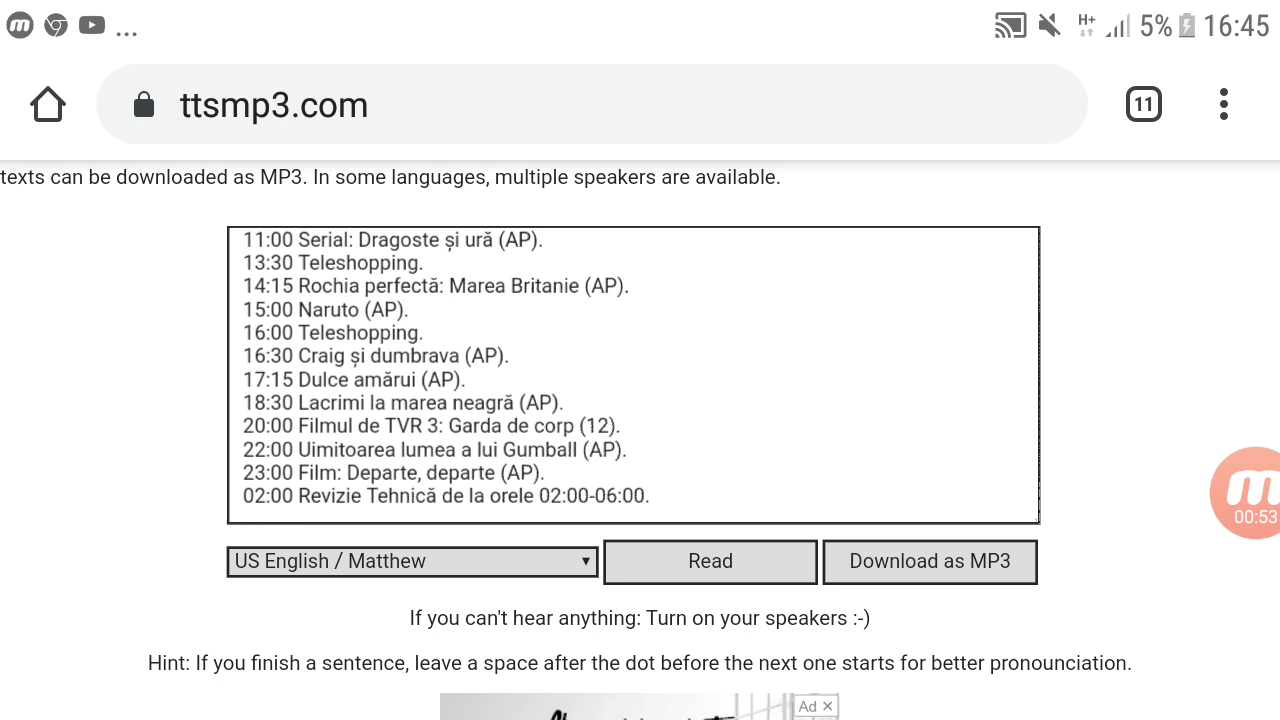 ... H+ 5% 16:45
ttsmp3.com 11
texts can be downloaded as MP3. In some languages, multiple speakers are available.
11:00 Serial: Dragoste și ură (AP).
13:30 Teleshopping.
14:15 Rochia perfectă: Marea Britanie (AP).
15:00 Naruto (AP).
16:00 Teleshopping.
16:30 Craig și dumbrava (AP).
17:15 Dulce amărui (AP).
18:30 Lacrimi la marea neagră (AP).
20:00 Filmul de TVR 3: Garda de corp (12).
22:00 Uimitoarea lumea a lui Gumball (AP).
23:00 Film: Departe, departe (AP).
02:00 Revizie Tehnică de la orele 02:00-06:00.
00:53
US English / Matthew Read Download as MP3
If you can't hear anything: Turn on your speakers :-)
Hint: If you finish a sentence, leave a space after the dot before the next one starts for better pronounciation.
Ad